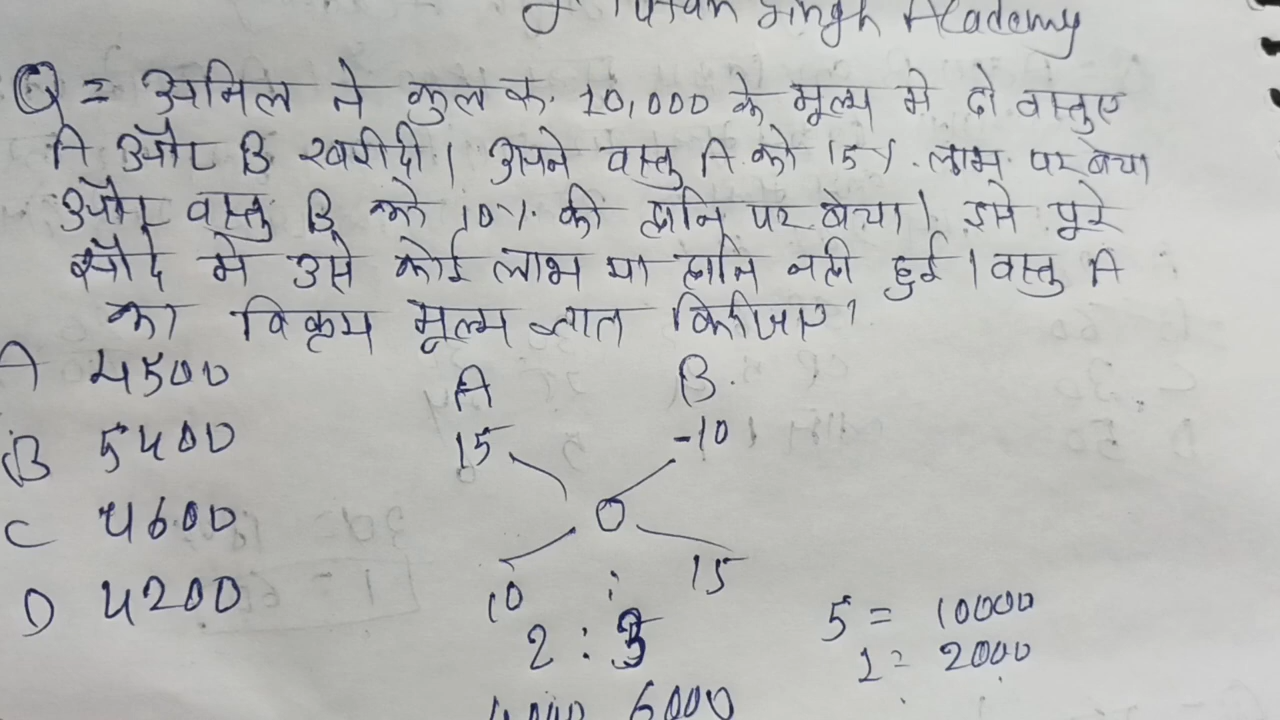 Singh Academy
Q = अनिल ने कुल रू. 10,000 के मूल्य मे दो वस्तुए
A और B खरीदी। उसने वस्तु A को 15%. लाभ पर बेचा
और वस्तु B को 10%. की हानि पर बेचा। इसे पूरे
सौदे मे उसे कोई लाभ या हानि नही हुई। वस्तु A
का विक्रय मूल्य ज्ञात किजिए?
A 4500
B 5400
C 4600
D 4200
A B.
15 -10
0
10 : 15
2 : 3
4000 6000
5 = 10000
1 = 2000